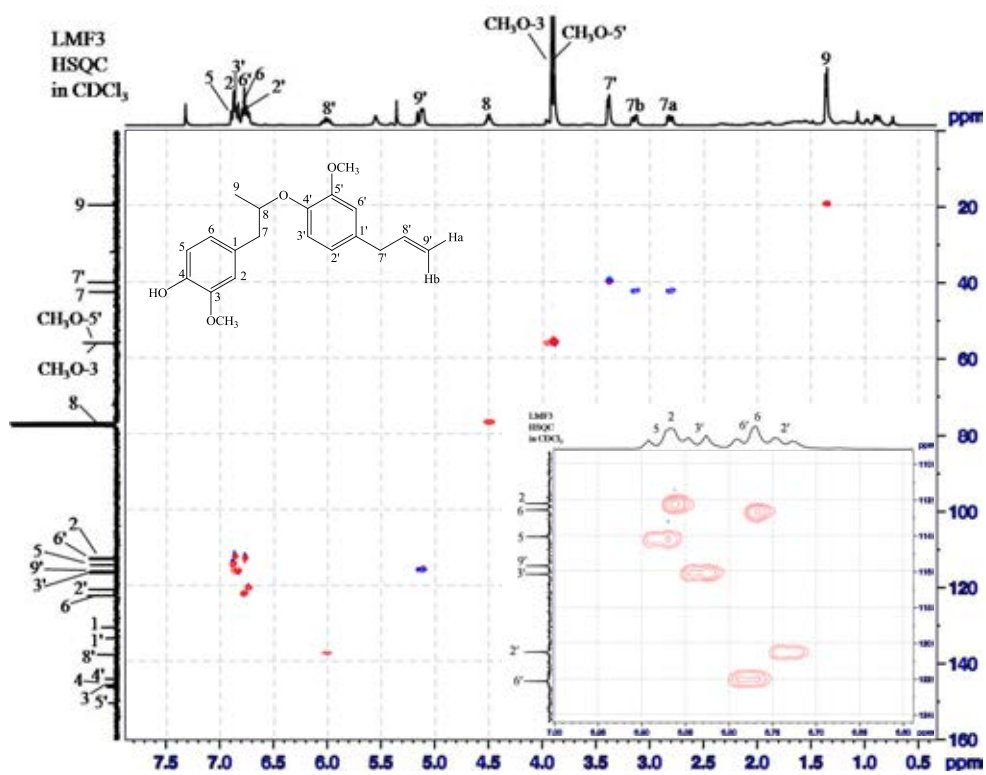 LMF3
HSQC
in CDCl₃
CH₃O-3
CH₃O-5'
5 2 3' 6' 6 2'
8' 9' 8 7' 7b 7a 9
ppm
9
7'
7
CH₃O-5'
CH₃O-3
8
2
6'
5
9'
3'
2'
6
1
1'
8'
4 4'
3 5'
OCH₃
9
O
4' 5' 6'
8
3' 1' 8' 9' Ha
6 1 7
5
2' 7' Hb
4 2
3
HO
OCH₃
20
40
60
80
100
120
140
160
ppm
7.5 7.0 6.5 6.0 5.5 5.0 4.5 4.0 3.5 3.0 2.5 2.0 1.5 1.0 0.5 ppm
LMF3
HSQC
in CDCl₃
5 2 3' 6' 6 2'
ppm
2
6
5
9'
3'
2'
6'
ppm